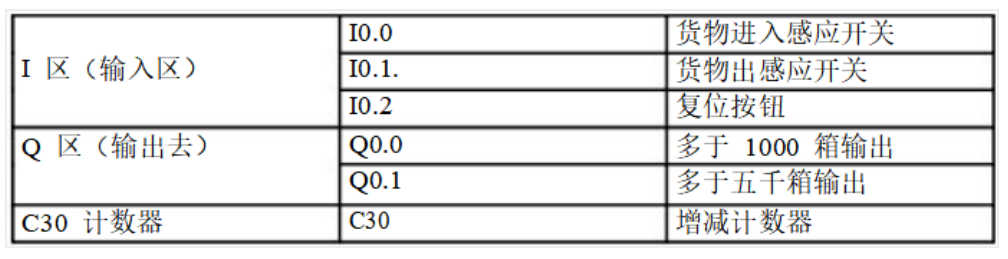 I 区（输入区） I0.0 货物进入感应开关
I0.1. 货物出感应开关
I0.2 复位按钮
Q 区（输出去） Q0.0 多于 1000 箱输出
Q0.1 多于五千箱输出
C30 计数器 C30 增减计数器